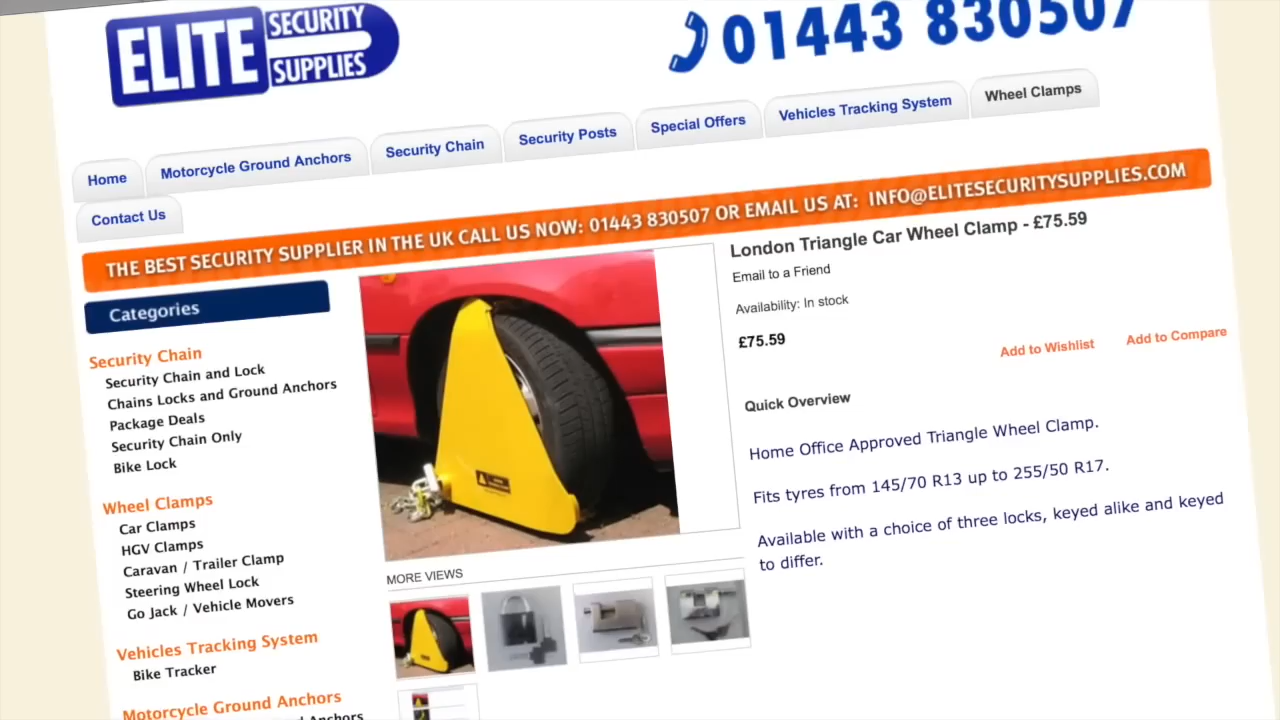 ELITE
SECURITY
SUPPLIES
01443 830507
Home
Motorcycle Ground Anchors
Security Chain
Security Posts
Special Offers
Vehicles Tracking System
Wheel Clamps
Contact Us
THE BEST SECURITY SUPPLIER IN THE UK CALL US NOW: 01443 830507 OR EMAIL US AT: INFO@ELITESECURITYSUPPLIES.COM
Categories
Security Chain
Security Chain and Lock
Chains Locks and Ground Anchors
Package Deals
Security Chain Only
Bike Lock
Wheel Clamps
Car Clamps
HGV Clamps
Caravan / Trailer Clamp
Steering Wheel Lock
Go Jack / Vehicle Movers
Vehicles Tracking System
Bike Tracker
Motorcycle Ground Anchors
Anchors
MORE VIEWS
London Triangle Car Wheel Clamp - £75.59
Email to a Friend
Availability: In stock
£75.59
Add to Wishlist
Add to Compare
Quick Overview
Home Office Approved Triangle Wheel Clamp.
Fits tyres from 145/70 R13 up to 255/50 R17.
Available with a choice of three locks, keyed alike and keyed
to differ.